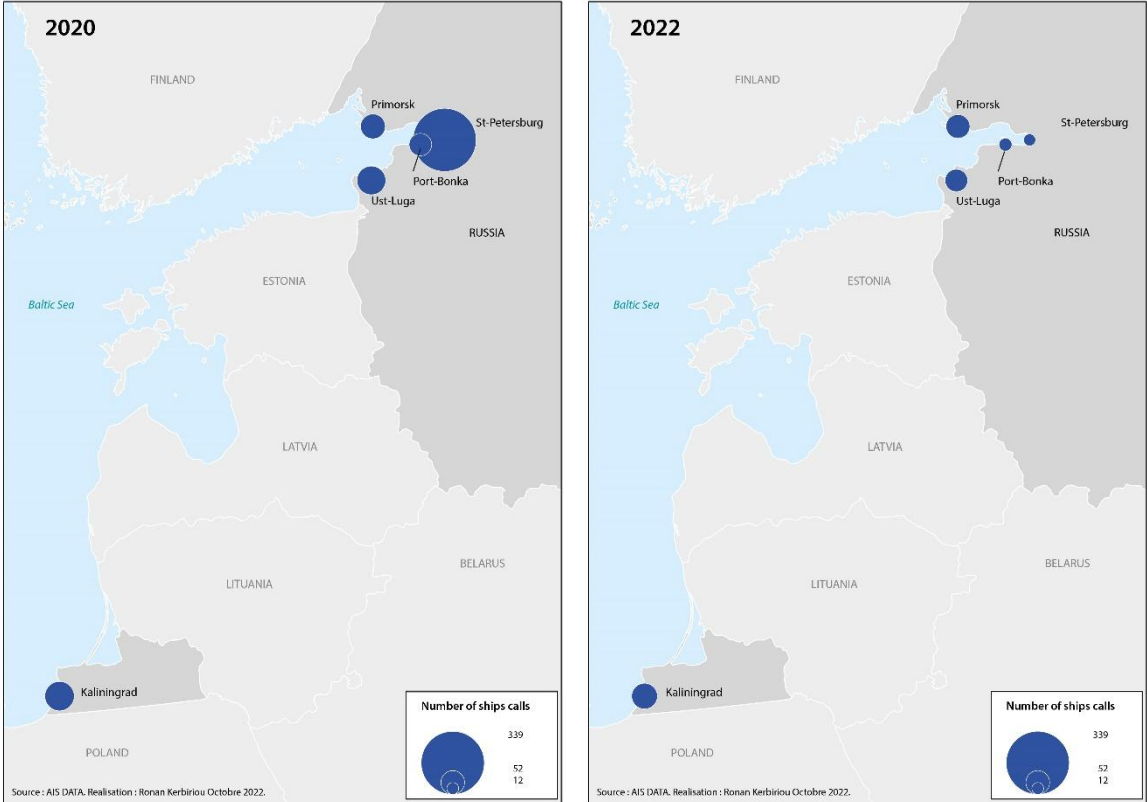 2020
FINLAND
Primorsk
St-Petersburg
Port-Bonka
Ust-Luga
RUSSIA
ESTONIA
Baltic Sea
LATVIA
BELARUS
LITUANIA
Kaliningrad
POLAND
Number of ships calls
339
52
12
Source : AIS DATA. Realisation : Ronan Kerbiriou Octobre 2022.
2022
FINLAND
Primorsk
St-Petersburg
Port-Bonka
Ust-Luga
RUSSIA
ESTONIA
Baltic Sea
LATVIA
BELARUS
LITUANIA
Kaliningrad
POLAND
Number of ships calls
339
52
12
Source : AIS DATA. Realisation : Ronan Kerbiriou Octobre 2022.